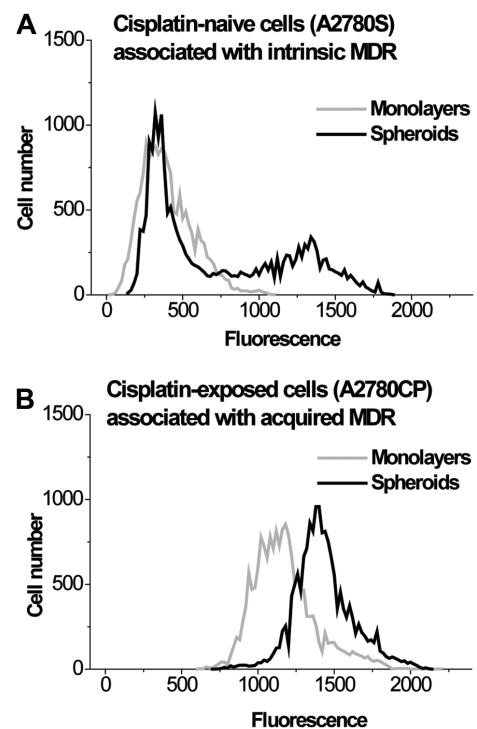 A
Cisplatin-naive cells (A2780S)
associated with intrinsic MDR
1500
1000
500
0
Cell number
Monolayers
Spheroids
0 500 1000 1500 2000
Fluorescence
B
Cisplatin-exposed cells (A2780CP)
associated with acquired MDR
1500
1000
500
0
Cell number
Monolayers
Spheroids
0 500 1000 1500 2000
Fluorescence